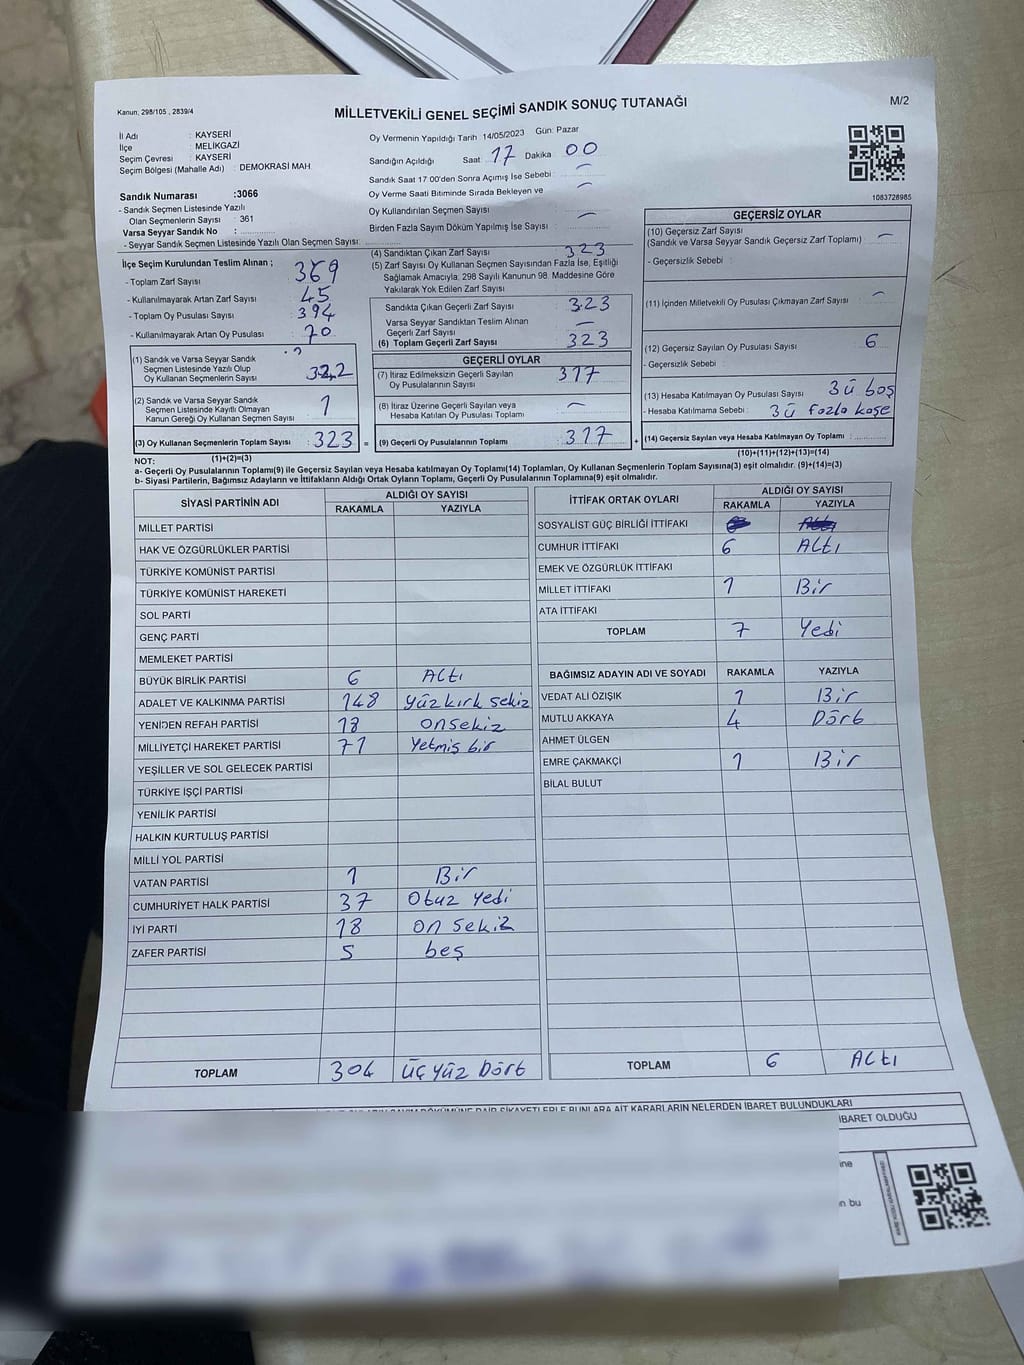 Kanun, 298/105 , 2839/4
MİLLETVEKİLİ GENEL SEÇİMİ SANDIK SONUÇ TUTANAĞI
M/2
İl Adı : KAYSERİ
İlçe : MELİKGAZİ
Seçim Çevresi : KAYSERİ
Seçim Bölgesi (Mahalle Adı) : DEMOKRASİ MAH.
Sandık Numarası :3066
- Sandık Seçmen Listesinde Yazılı
Olan Seçmenlerin Sayısı : 361
Varsa Seyyar Sandık No :
- Seyyar Sandık Seçmen Listesinde Yazılı Olan Seçmen Sayısı:
Oy Vermenin Yapıldığı Tarih 14/05/2023 Gün: Pazar
Sandığın Açıldığı Saat 17 Dakika 00
Sandık Saat 17:00'den Sonra Açımış İse Sebebi : -
Oy Verme Saati Bitiminde Sırada Bekleyen ve -
Oy Kullandırılan Seçmen Sayısı
Birden Fazla Sayım Döküm Yapılmış İse Sayısı : -
1083728985
İlçe Seçim Kurulundan Teslim Alınan ;
- Toplam Zarf Sayısı 369
- Kullanılmayarak Artan Zarf Sayısı 45
- Toplam Oy Pusulası Sayısı 394
- Kullanılmayarak Artan Oy Pusulası 70
(1) Sandık ve Varsa Seyyar Sandık
Seçmen Listesinde Yazılı Olup
Oy Kullanan Seçmenlerin Sayısı 322
(2) Sandık ve Varsa Seyyar Sandık
Seçmen Listesinde Kayıtlı Olmayan
Kanun Gereği Oy Kullanan Seçmen Sayısı 1
(3) Oy Kullanan Seçmenlerin Toplam Sayısı 323 =
(1)+(2)=(3)
(4) Sandıktan Çıkan Zarf Sayısı 323
(5) Zarf Sayısı Oy Kullanan Seçmen Sayısından Fazla İse, Eşitliği
Sağlamak Amacıyla; 298 Sayılı Kanunun 98. Maddesine Göre
Yakılarak Yok Edilen Zarf Sayısı
Sandıkta Çıkan Geçerli Zarf Sayısı 323
Varsa Seyyar Sandıktan Teslim Alınan
Geçerli Zarf Sayısı -
(6) Toplam Geçerli Zarf Sayısı 323
GEÇERLİ OYLAR
(7) İtiraz Edilmeksizin Geçerli Sayılan
Oy Pusulalarının Sayısı 317
(8) İtiraz Üzerine Geçerli Sayılan veya
Hesaba Katılan Oy Pusulası Toplamı -
(9) Geçerli Oy Pusulalarının Toplamı 317 +
GEÇERSİZ OYLAR
(10) Geçersiz Zarf Sayısı -
(Sandık ve Varsa Seyyar Sandık Geçersiz Zarf Toplamı)
- Geçersizlik Sebebi :
(11) İçinden Milletvekili Oy Pusulası Çıkmayan Zarf Sayısı -
(12) Geçersiz Sayılan Oy Pusulası Sayısı 6
- Geçersizlik Sebebi :
(13) Hesaba Katılmayan Oy Pusulası Sayısı 3ü boş
- Hesaba Katılmama Sebebi : 3ü fazla kaşe
(14) Geçersiz Sayılan veya Hesaba Katılmayan Oy Toplamı :
(10)+(11)+(12)+(13)=(14)
NOT:
a- Geçerli Oy Pusulalarının Toplamı(9) ile Geçersiz Sayılan veya Hesaba katılmayan Oy Toplamı(14) Toplamları, Oy Kullanan Seçmenlerin Toplam Sayısına(3) eşit olmalıdır. (9)+(14)=(3)
b- Siyasi Partilerin, Bağımsız Adayların ve İttifakların Aldığı Ortak Oyların Toplamı, Geçerli Oy Pusulalarının Toplamına(9) eşit olmalıdır.
SİYASİ PARTİNİN ADI ALDIĞI OY SAYISI
RAKAMLA YAZIYLA
MİLLET PARTİSİ
HAK VE ÖZGÜRLÜKLER PARTİSİ
TÜRKİYE KOMÜNİST PARTİSİ
TÜRKİYE KOMÜNİST HAREKETİ
SOL PARTİ
GENÇ PARTİ
MEMLEKET PARTİSİ
BÜYÜK BİRLİK PARTİSİ 6 Altı
ADALET VE KALKINMA PARTİSİ 148 Yüzkırk sekiz
YENİDEN REFAH PARTİSİ 18 onsekiz
MİLLİYETÇİ HAREKET PARTİSİ 71 Yetmiş bir
YEŞİLLER VE SOL GELECEK PARTİSİ
TÜRKİYE İŞÇİ PARTİSİ
YENİLİK PARTİSİ
HALKIN KURTULUŞ PARTİSİ
MİLLİ YOL PARTİSİ
VATAN PARTİSİ 1 Bir
CUMHURİYET HALK PARTİSİ 37 Otuz Yedi
İYİ PARTİ 18 on sekiz
ZAFER PARTİSİ 5 beş
TOPLAM 304 üç yüz Dört
İTTİFAK ORTAK OYLARI ALDIĞI OY SAYISI
RAKAMLA YAZIYLA
SOSYALİST GÜÇ BİRLİĞİ İTTİFAKI
CUMHUR İTTİFAKI 6 Altı
EMEK VE ÖZGÜRLÜK İTTİFAKI
MİLLET İTTİFAKI 1 Bir
ATA İTTİFAKI
TOPLAM 7 Yedi
BAĞIMSIZ ADAYIN ADI VE SOYADI RAKAMLA YAZIYLA
VEDAT ALİ ÖZIŞIK 1 Bir
MUTLU AKKAYA 4 Dört
AHMET ÜLGEN
EMRE ÇAKMAKÇİ 1 Bir
BİLAL BULUT
TOPLAM 6 Altı
BUNLARA AİT KARARLARIN NELERDEN İBARET BULUNDUKLARI
İBARET OLDUĞU